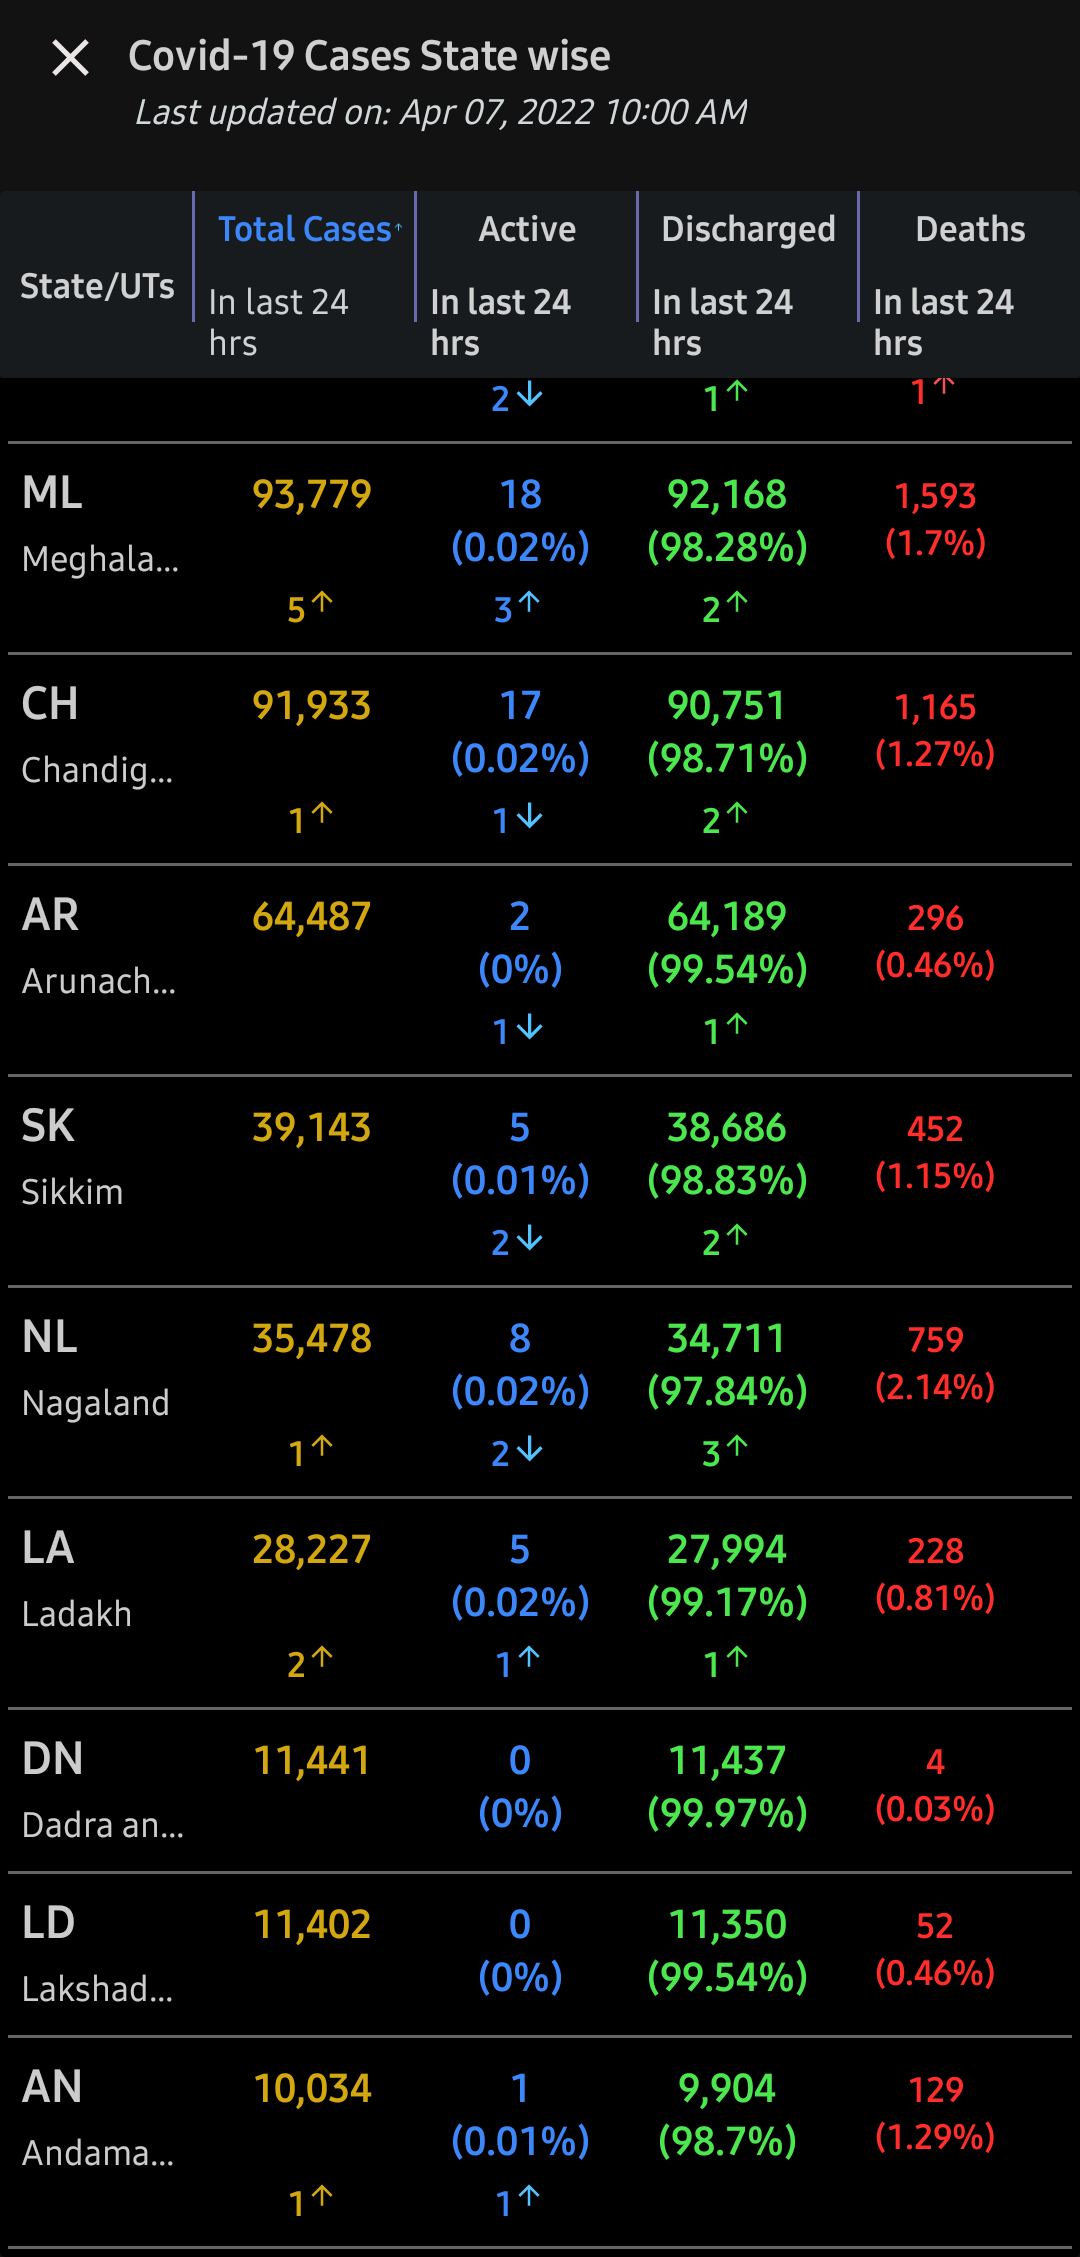 Covid-19 Cases State wise
Last updated on: Apr 07, 2022 10:00 AM
State/UTs Total Cases↑ Active Discharged Deaths
In last 24 hrs In last 24 hrs In last 24 hrs In last 24 hrs
2↓ 1↑ 1↑
ML 93,779 18 92,168 1,593
Meghala... (0.02%) (98.28%) (1.7%)
5↑ 3↑ 2↑
CH 91,933 17 90,751 1,165
Chandig... (0.02%) (98.71%) (1.27%)
1↑ 1↓ 2↑
AR 64,487 2 64,189 296
Arunach... (0%) (99.54%) (0.46%)
1↓ 1↑
SK 39,143 5 38,686 452
Sikkim (0.01%) (98.83%) (1.15%)
2↓ 2↑
NL 35,478 8 34,711 759
Nagaland (0.02%) (97.84%) (2.14%)
1↑ 2↓ 3↑
LA 28,227 5 27,994 228
Ladakh (0.02%) (99.17%) (0.81%)
2↑ 1↑ 1↑
DN 11,441 0 11,437 4
Dadra an... (0%) (99.97%) (0.03%)
LD 11,402 0 11,350 52
Lakshad... (0%) (99.54%) (0.46%)
AN 10,034 1 9,904 129
Andama... (0.01%) (98.7%) (1.29%)
1↑ 1↑